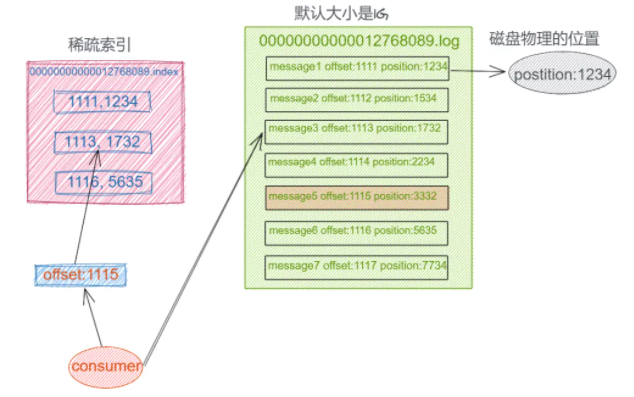 默认大小是1G
稀疏索引
00000000000012768089.log
磁盘物理的位置
00000000000012768089.index
message1 offset:1111 position:1234
postition:1234
1111,1234
message2 offset:1112 position:1534
message3 offset:1113 position:1732
1113, 1732
message4 offset:1114 position:2234
1116, 5635
message5 offset:1115 position:3332
message6 offset:1116 position:5635
message7 offset:1117 position:7734
offset:1115
consumer